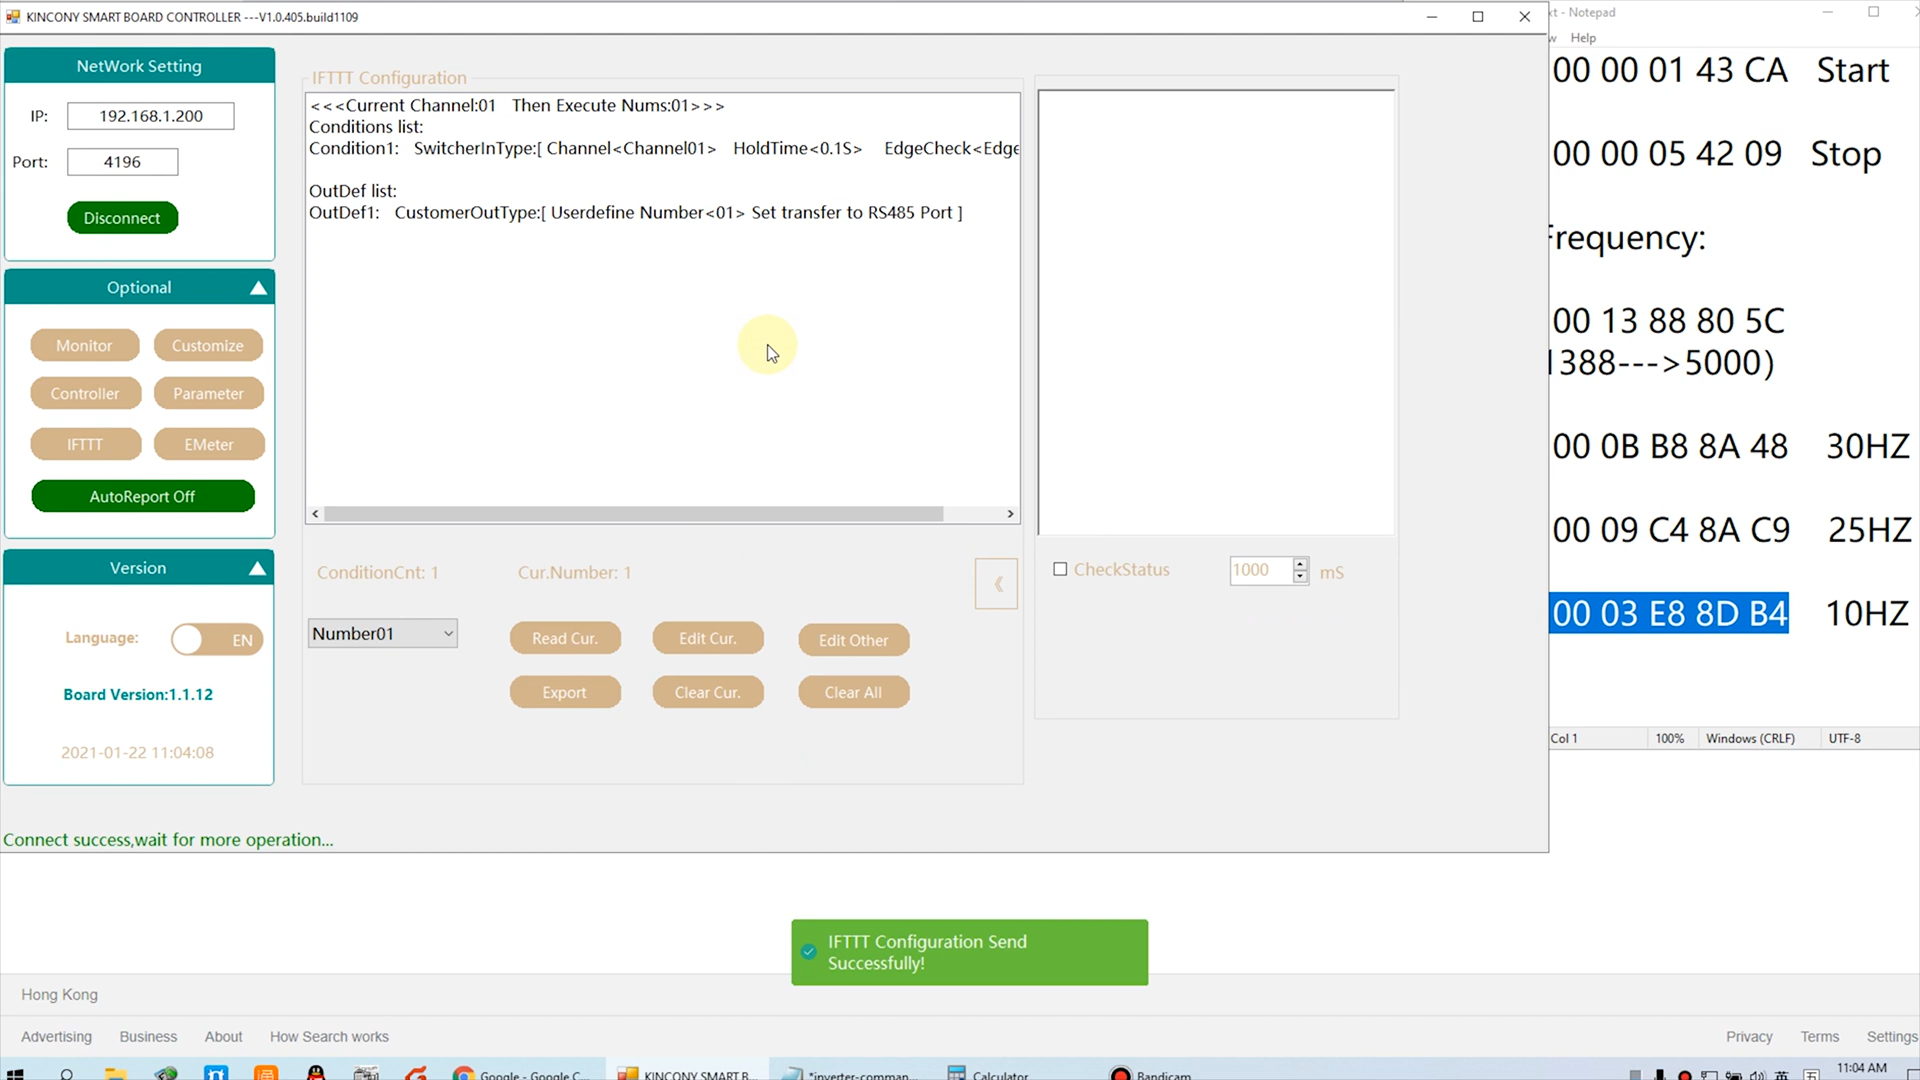 KINCONY SMART BOARD CONTROLLER ---V1.0.405.build1109
NetWork Setting
IP: 192.168.1.200
Port: 4196
Disconnect
Optional
Monitor Customize
Controller Parameter
IFTTT EMeter
AutoReport Off
Version
Language: EN
Board Version:1.1.12
2021-01-22 11:04:08
Connect success,wait for more operation...
IFTTT Configuration
<<<Current Channel:01 Then Execute Nums:01>>>
Conditions list:
Condition1: SwitcherInType:[ Channel<Channel01> HoldTime<0.1S> EdgeCheck<Edge
OutDef list:
OutDef1: CustomerOutType:[ Userdefine Number<01> Set transfer to RS485 Port ]
ConditionCnt: 1 Cur.Number: 1
Number01
Read Cur. Edit Cur. Edit Other
Export Clear Cur. Clear All
CheckStatus 1000 mS
- Notepad
Help
00 00 01 43 CA Start
00 00 05 42 09 Stop
Frequency:
00 13 88 80 5C
1388--->5000)
00 0B B8 8A 48 30HZ
00 09 C4 8A C9 25HZ
00 03 E8 8D B4 10HZ
Col 1 100% Windows (CRLF) UTF-8
IFTTT Configuration Send
Successfully!
Hong Kong
Advertising Business About How Search works
Privacy Terms Settings
Google - Google C...
KINCONY SMART B...
*inverter-comman...
Calculator
Bandicam
英
11:04 AM